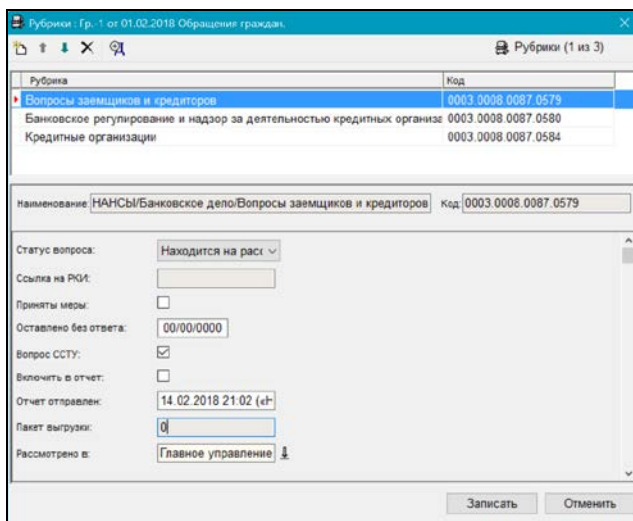 Рубрики : Гр.-1 от 01.02.2018 Обращения граждан.
Рубрики (1 из 3)
Рубрика Код
Вопросы заемщиков и кредиторов 0003.0008.0087.0579
Банковское регулирование и надзор за деятельностью кредитных организа 0003.0008.0087.0580
Кредитные организации 0003.0008.0087.0584
Наименование: НАНСЫ/Банковское дело/Вопросы заемщиков и кредиторов Код: 0003.0008.0087.0579
Статус вопроса: Находится на расс
Ссылка на РКИ:
Приняты меры:
Оставлено без ответа: 00/00/0000
Вопрос ССТУ:
Включить в отчет:
Отчет отправлен: 14.02.2018 21:02
Пакет выгрузки: 0
Рассмотрено в: Главное управление
Записать Отменить